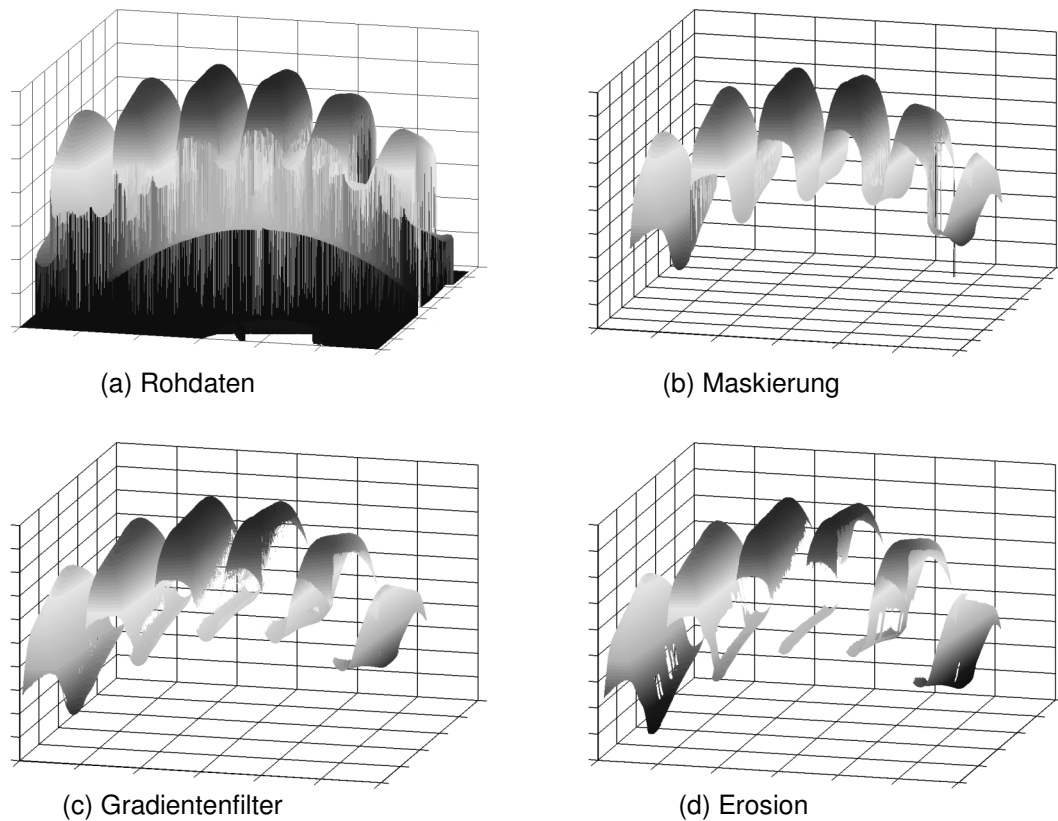 (a) Rohdaten
(b) Maskierung
(c) Gradientenfilter
(d) Erosion